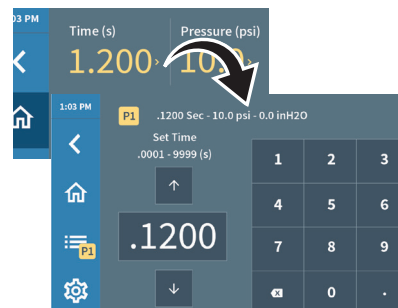 03 PM
Time (s)
Pressure (psi)
1.200
10.0
1:03 PM
P1
.1200 Sec - 10.0 psi - 0.0 inH2O
Set Time
.0001 - 9999 (s)
1
2
3
4
5
6
P1
.1200
7
8
9
0
.